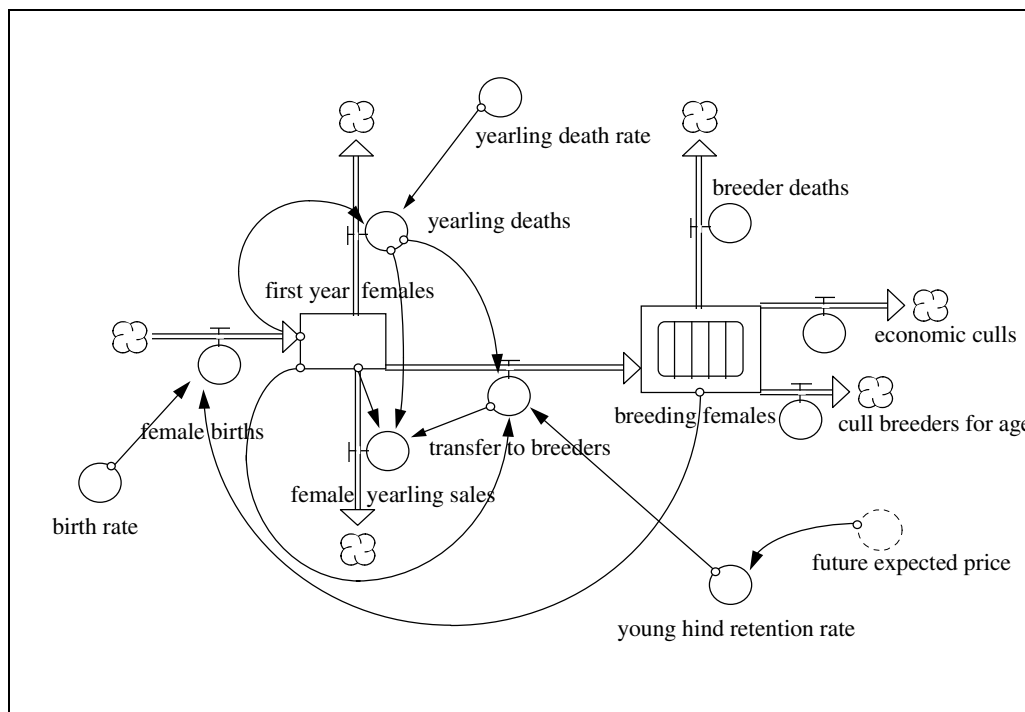 yearling death rate
breeder deaths
yearling deaths
first year females
economic culls
breeding females
cull breeders for age
female births
transfer to breeders
female yearling sales
birth rate
future expected price
young hind retention rate